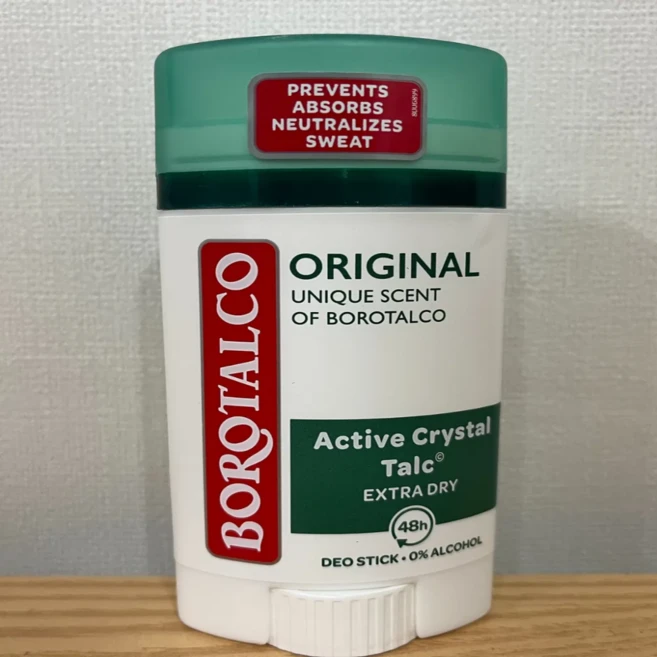 PREVENTS
ABSORBS
NEUTRALIZES
SWEAT
BOROTALCO
ORIGINAL
UNIQUE SCENT
OF BOROTALCO
Active Crystal
Talc©
EXTRA DRY
48h
DEO STICK • 0% ALCOHOL